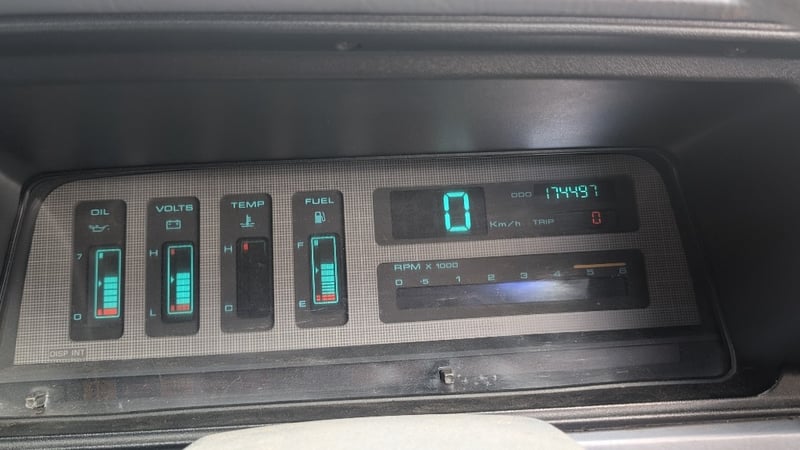 OIL
7
0
VOLTS
H
L
TEMP
H
C
FUEL
F
E
0
Km/h
ODO 174497
TRIP 0
RPM X 1000
0 ·5 1 2 3 4 5 6
DISP INT